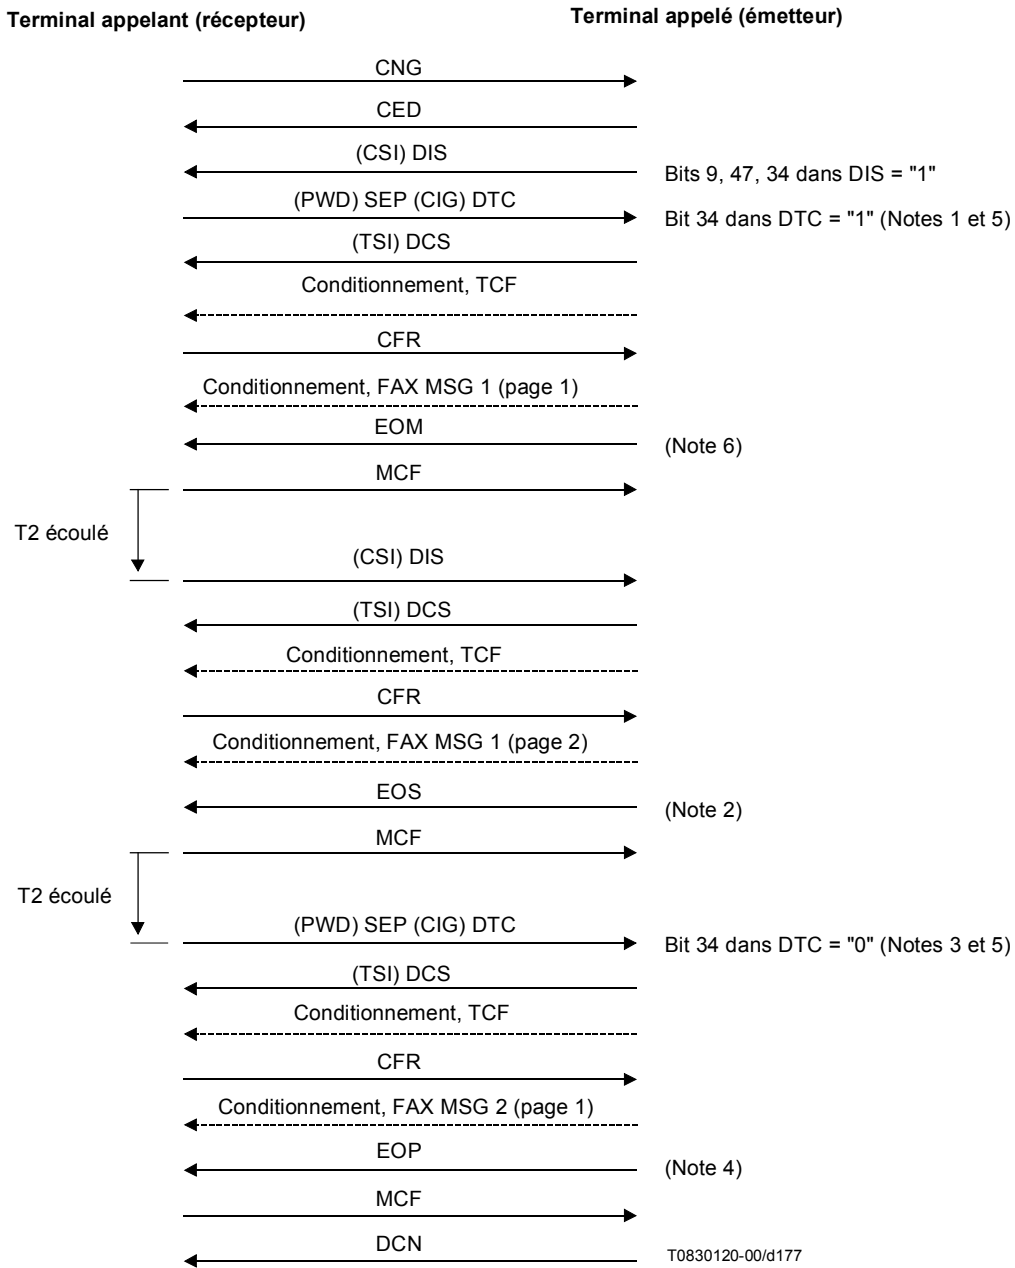 Terminal appelant (récepteur)
Terminal appelé (émetteur)
CNG
CED
(CSI) DIS
Bits 9, 47, 34 dans DIS = "1"
(PWD) SEP (CIG) DTC
Bit 34 dans DTC = "1" (Notes 1 et 5)
(TSI) DCS
Conditionnement, TCF
CFR
Conditionnement, FAX MSG 1 (page 1)
EOM
(Note 6)
MCF
T2 écoulé
(CSI) DIS
(TSI) DCS
Conditionnement, TCF
CFR
Conditionnement, FAX MSG 1 (page 2)
EOS
(Note 2)
MCF
T2 écoulé
(PWD) SEP (CIG) DTC
Bit 34 dans DTC = "0" (Notes 3 et 5)
(TSI) DCS
Conditionnement, TCF
CFR
Conditionnement, FAX MSG 2 (page 1)
EOP
(Note 4)
MCF
DCN
T0830120-00/d177